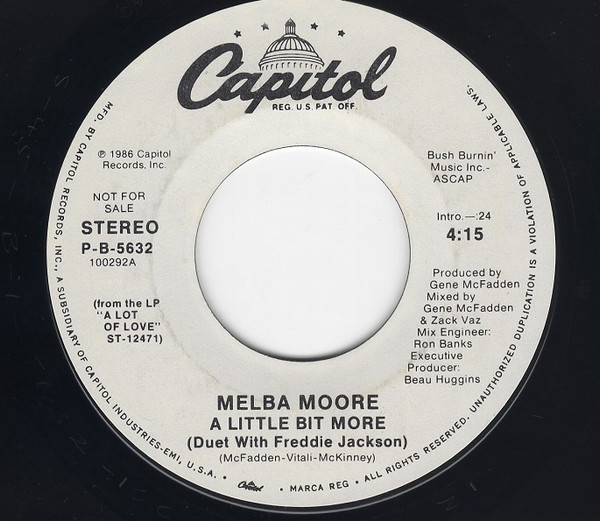 Capitol
REG. U.S. PAT. OFF.
MFD. BY CAPITOL RECORDS, INC., A SUBSIDIARY OF CAPITOL INDUSTRIES-EMI, U.S.A. • Capitol • MARCA REG • ALL RIGHTS RESERVED. UNAUTHORIZED DUPLICATION IS A VIOLATION OF APPLICABLE LAWS.
℗ 1986 Capitol
Records, Inc.
NOT FOR
SALE
STEREO
P-B-5632
100292A
(from the LP
"A LOT
OF LOVE"
ST-12471)
Bush Burnin'
Music Inc.-
ASCAP
Intro.—:24
4:15
Produced by
Gene McFadden
Mixed by
Gene McFadden
& Zack Vaz
Mix Engineer:
Ron Banks
Executive
Producer:
Beau Huggins
MELBA MOORE
A LITTLE BIT MORE
(Duet With Freddie Jackson)
(McFadden-Vitali-McKinney)